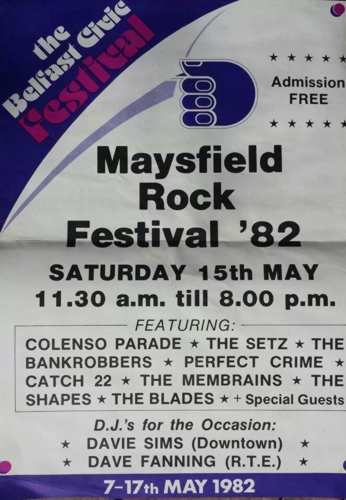 the
Belfast Civic
Festival
★ ★ ★ ★ ★
Admission
FREE
★ ★ ★ ★ ★
Maysfield
Rock
Festival '82
SATURDAY 15th MAY
11.30 a.m. till 8.00 p.m.
FEATURING:
COLENSO PARADE ★ THE SETZ ★ THE
BANKROBBERS ★ PERFECT CRIME ★
CATCH 22 ★ THE MEMBRAINS ★ THE
SHAPES ★ THE BLADES ★ + Special Guests
D.J.'s for the Occasion:
★ DAVIE SIMS (Downtown) ★
★ DAVE FANNING (R.T.E.) ★
7-17th MAY 1982